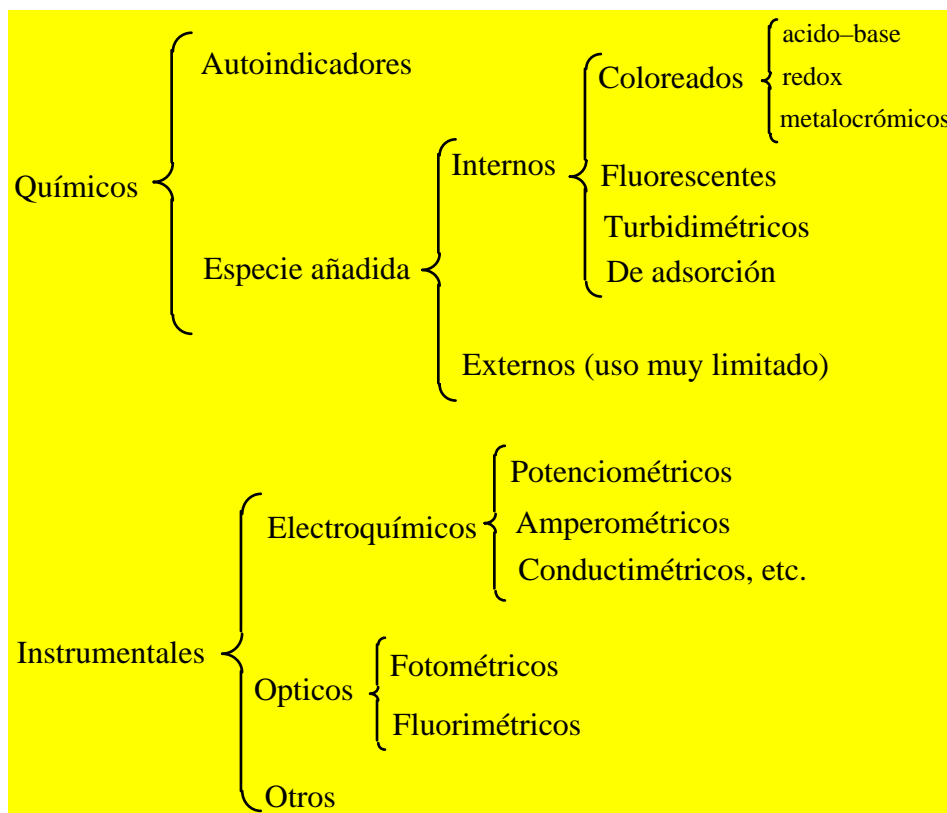 Químicos
Autoindicadores
Especie añadida
Internos
Coloreados
acido–base
redox
metalocrómicos
Fluorescentes
Turbidimétricos
De adsorción
Externos (uso muy limitado)
Instrumentales
Electroquímicos
Potenciométricos
Amperométricos
Conductimétricos, etc.
Opticos
Fotométricos
Fluorimétricos
Otros